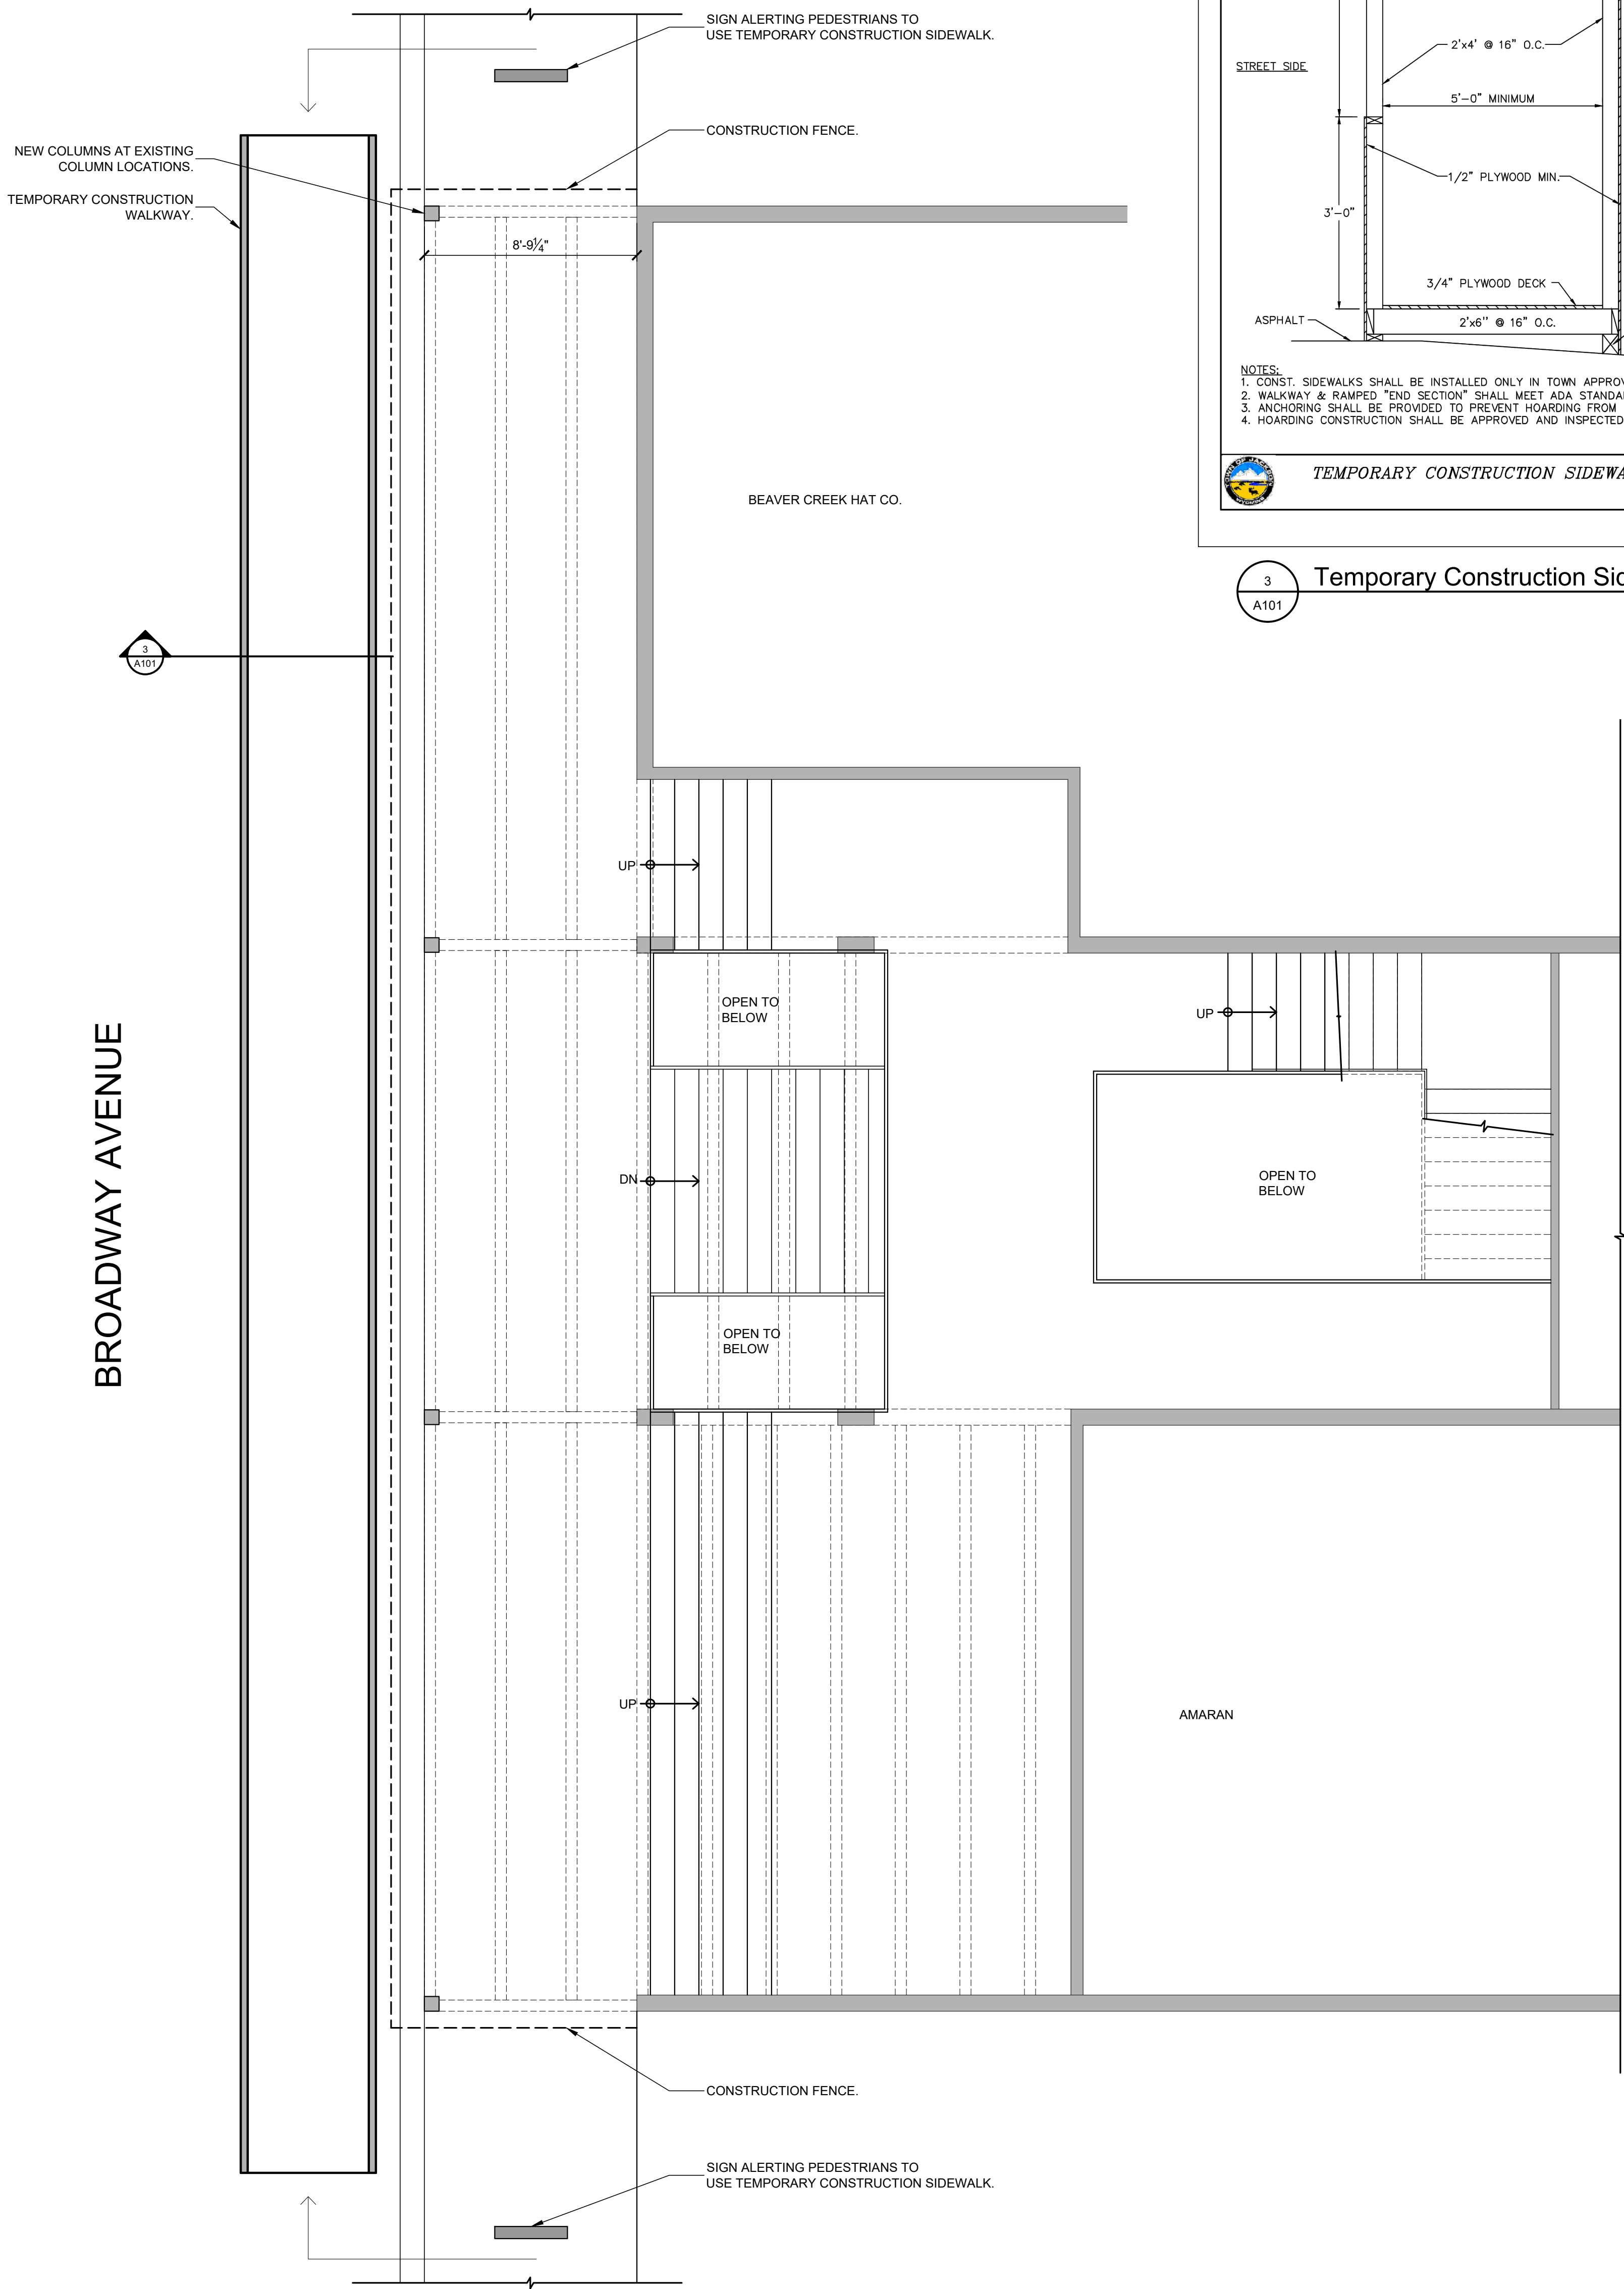 SIGN ALERTING PEDESTRIANS TO
USE TEMPORARY CONSTRUCTION SIDEWALK.
CONSTRUCTION FENCE.
NEW COLUMNS AT EXISTING
COLUMN LOCATIONS.
TEMPORARY CONSTRUCTION
WALKWAY.
8'-9¼"
STREET SIDE
2'x4' @ 16" O.C.
5'-0" MINIMUM
1/2" PLYWOOD MIN.
3'-0"
3/4" PLYWOOD DECK
ASPHALT
2'x6'' @ 16" O.C.
NOTES:
1. CONST. SIDEWALKS SHALL BE INSTALLED ONLY IN TOWN
2. WALKWAY & RAMPED "END SECTION" SHALL MEET ADA
3. ANCHORING SHALL BE PROVIDED TO PREVENT HOARDING FROM
4. HOARDING CONSTRUCTION SHALL BE APPROVED AND INSPECTED
TOWN OF JACKSON
WYOMING
TEMPORARY CONSTRUCTION
3
A101
Temporary Construction
BEAVER CREEK HAT CO.
3
A101
UP
OPEN TO
BELOW
UP
BROADWAY AVENUE
DN
OPEN TO
BELOW
OPEN TO
BELOW
UP
AMARAN
CONSTRUCTION FENCE.
SIGN ALERTING PEDESTRIANS TO
USE TEMPORARY CONSTRUCTION SIDEWALK.